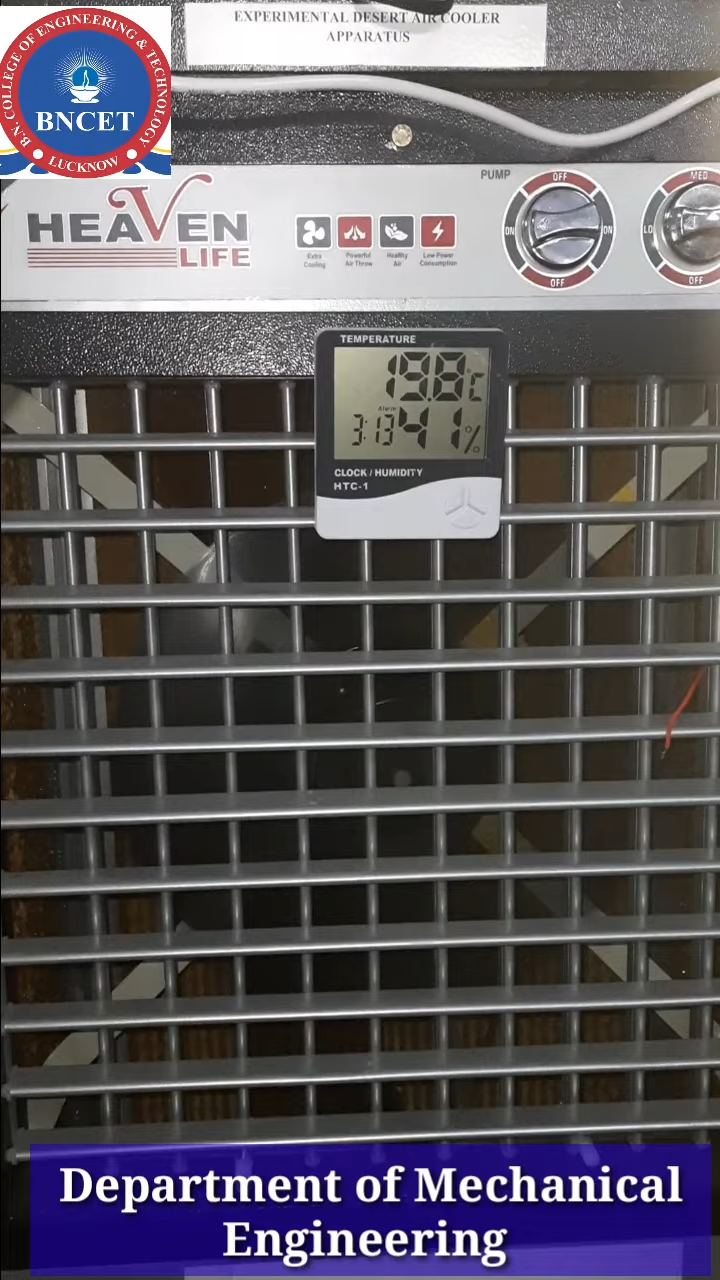 EXPERIMENTAL DESERT AIR COOLER
APPARATUS
B.N. COLLEGE OF ENGINEERING & TECHNOLOGY
BNCET
LUCKNOW
PUMP
OFF
ON
ON
OFF
MED
LO
OFF
HEAVEN
LIFE
Extra
Cooling
Powerful
Air Throw
Healthy
Air
Low Power
Consumption
TEMPERATURE
19.8°C
Alarm
3:13 41%
CLOCK / HUMIDITY
HTC-1
Department of Mechanical
Engineering